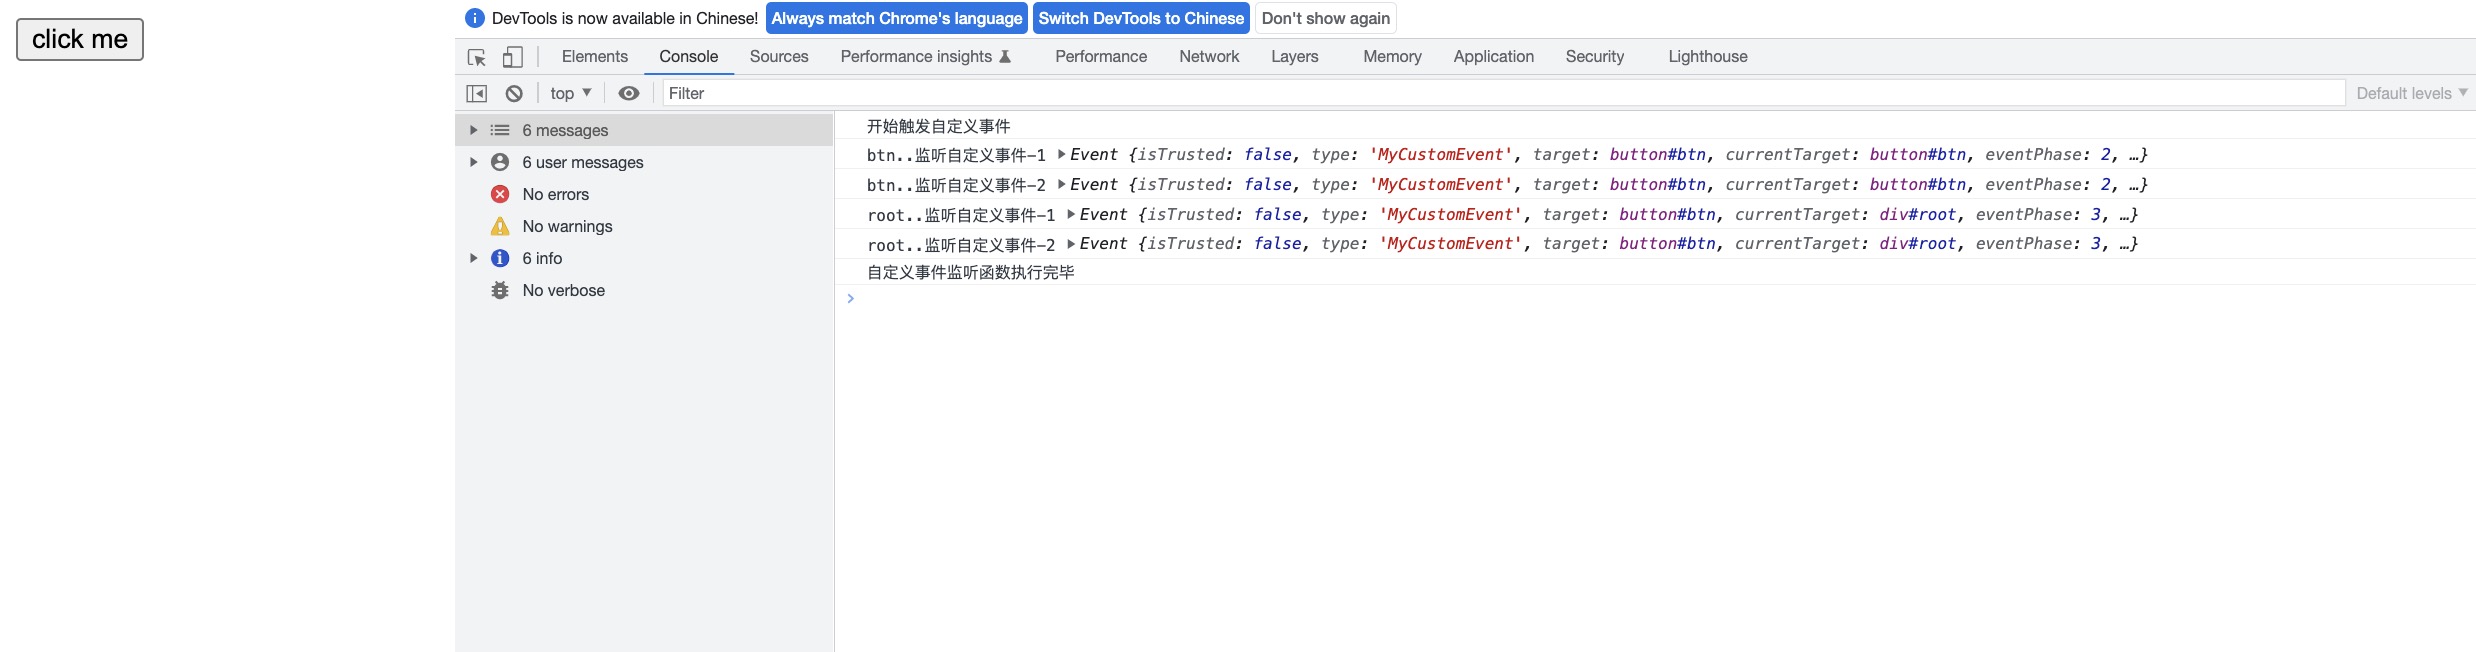 click me
DevTools is now available in Chinese! Always match Chrome's language Switch DevTools to Chinese Don't show again
Elements Console Sources Performance insights Performance Network Layers Memory Application Security Lighthouse
top Filter Default levels
6 messages
6 user messages
No errors
No warnings
6 info
No verbose
开始触发自定义事件
btn..监听自定义事件-1 Event {isTrusted: false, type: 'MyCustomEvent', target: button#btn, currentTarget: button#btn, eventPhase: 2, …}
btn..监听自定义事件-2 Event {isTrusted: false, type: 'MyCustomEvent', target: button#btn, currentTarget: button#btn, eventPhase: 2, …}
root..监听自定义事件-1 Event {isTrusted: false, type: 'MyCustomEvent', target: button#btn, currentTarget: div#root, eventPhase: 3, …}
root..监听自定义事件-2 Event {isTrusted: false, type: 'MyCustomEvent', target: button#btn, currentTarget: div#root, eventPhase: 3, …}
自定义事件监听函数执行完毕